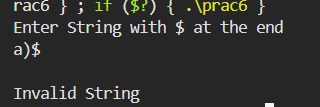 rac6 } ; if ($?) { .\prac6 }
Enter String with $ at the end
a)$
Invalid String